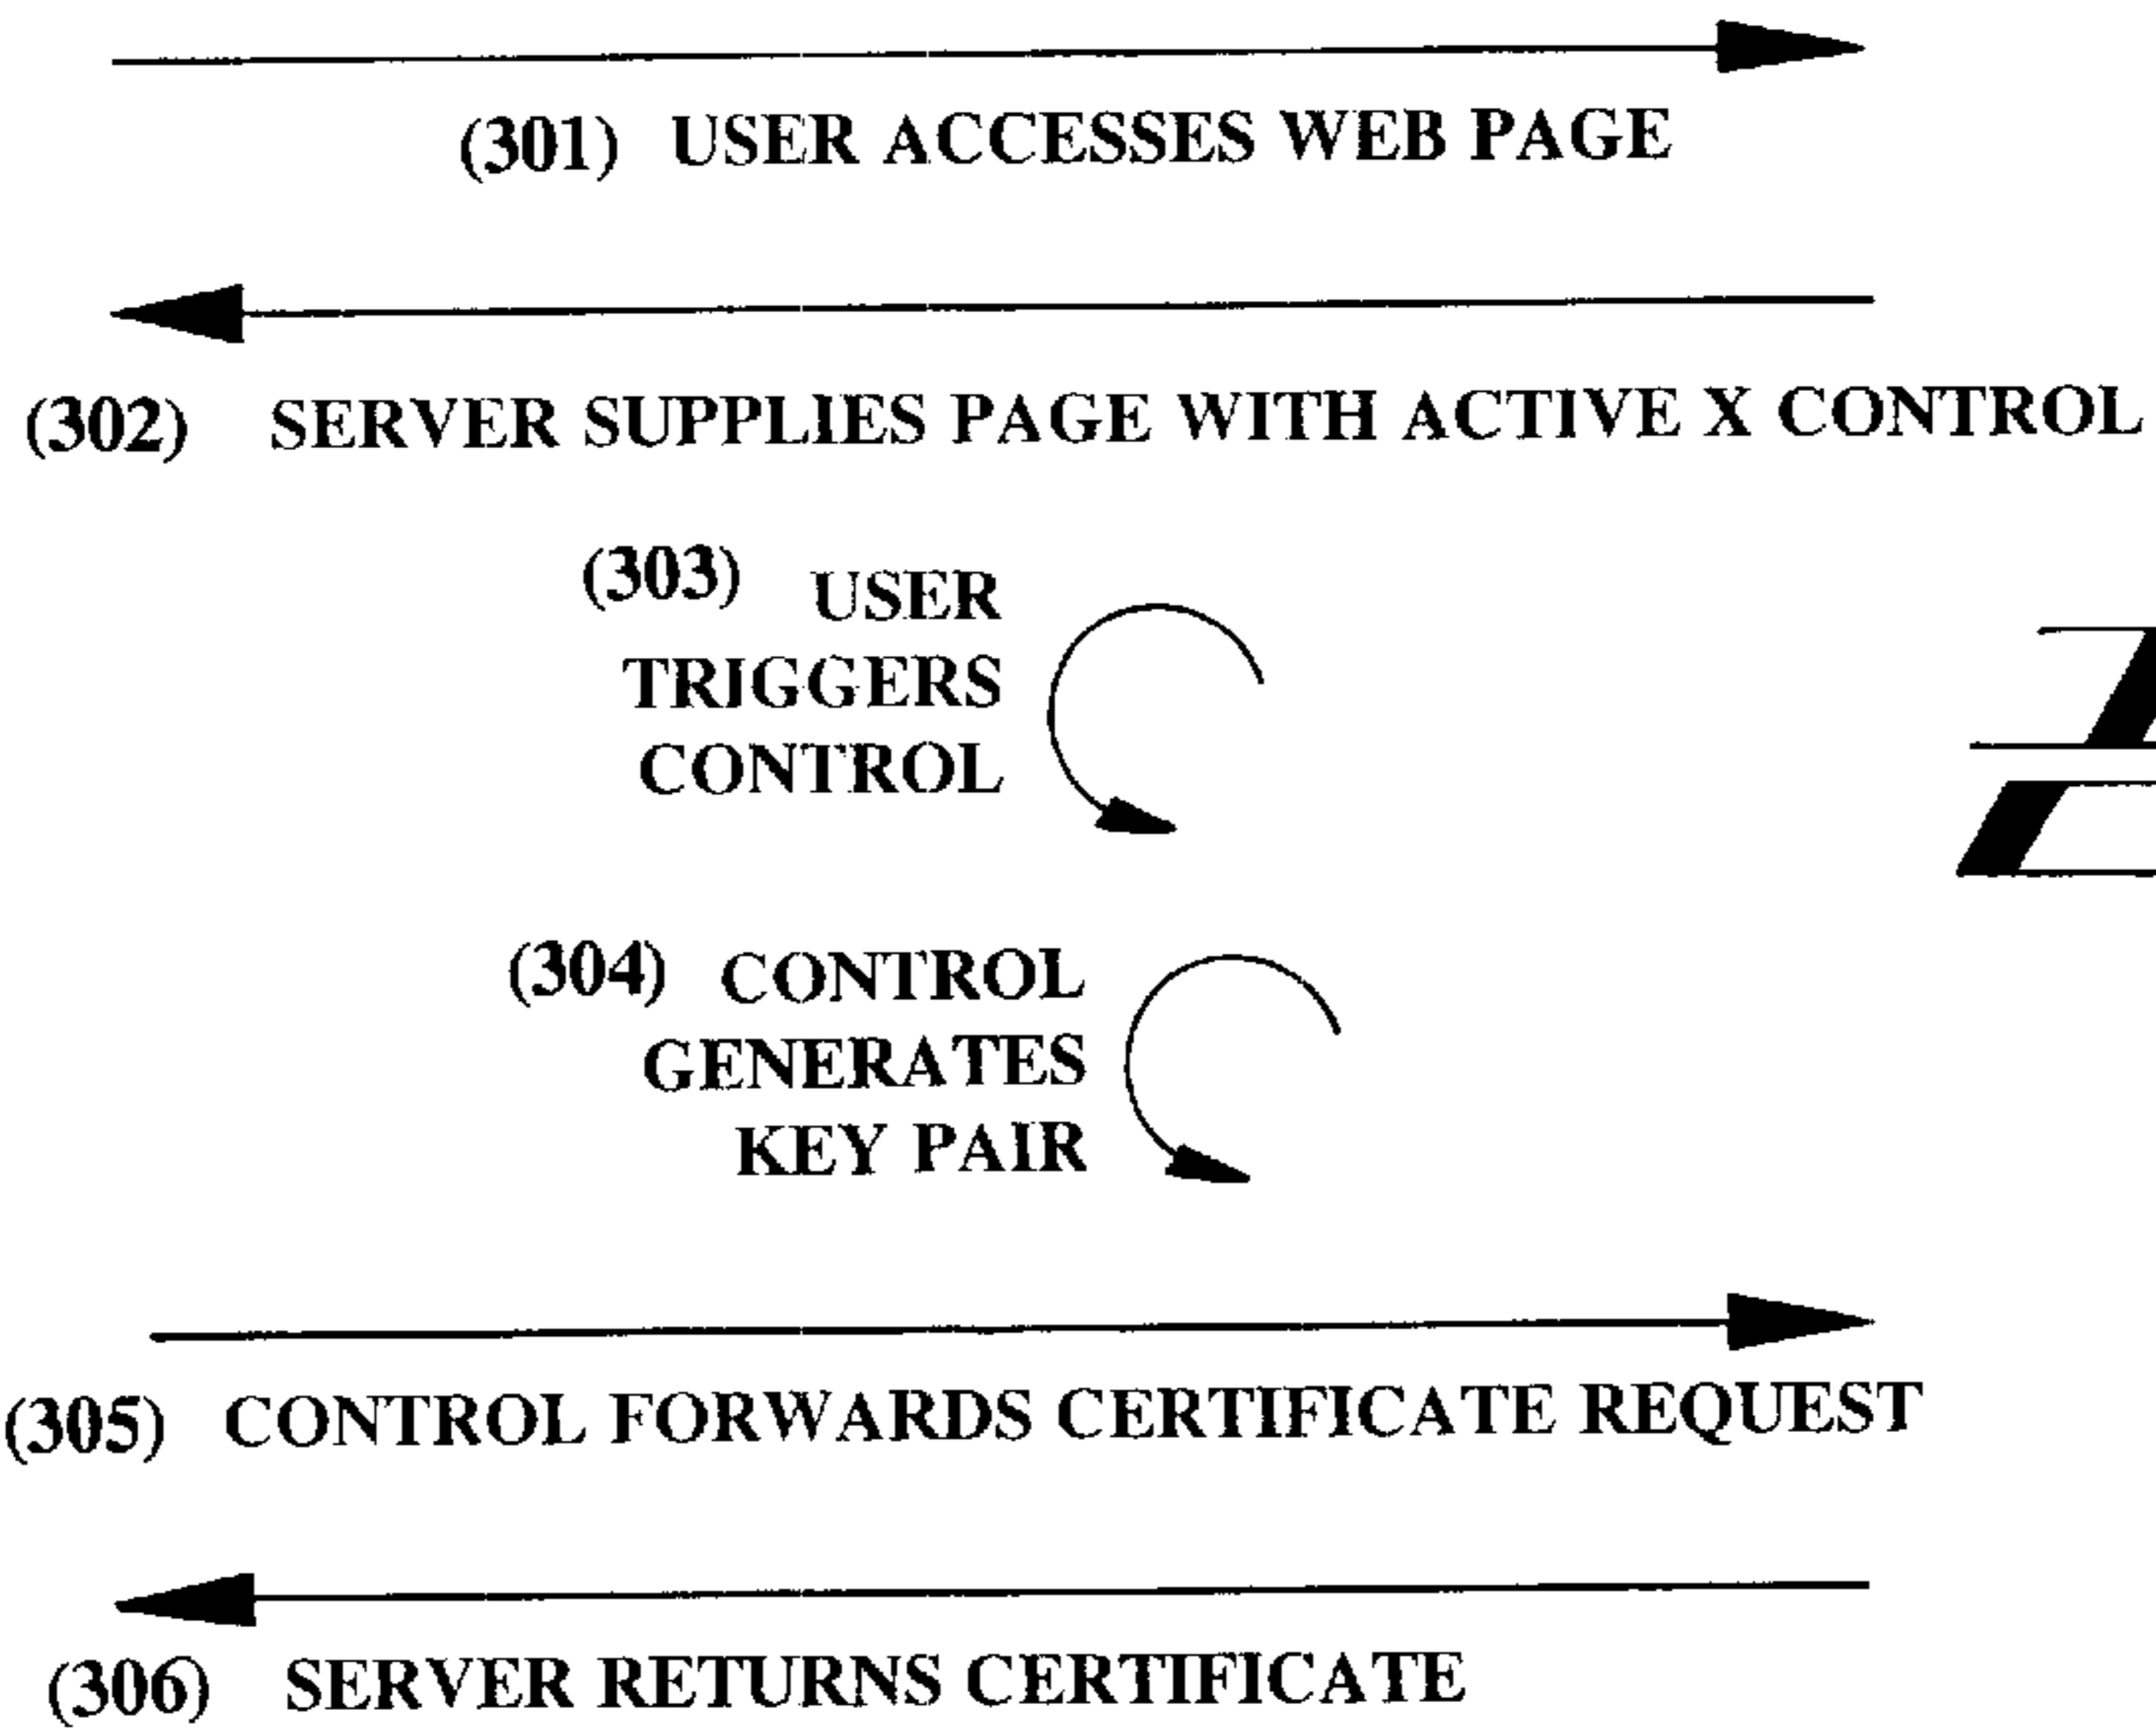 (301) USER ACCESSES WEB PAGE
(302) SERVER SUPPLIES PAGE WITH ACTIVE X CONTROL
(303) USER
TRIGGERS
CONTROL
(304) CONTROL
GENERATES
KEY PAIR
(305) CONTROL FORWARDS CERTIFICATE REQUEST
(306) SERVER RETURNS CERTIFICATE